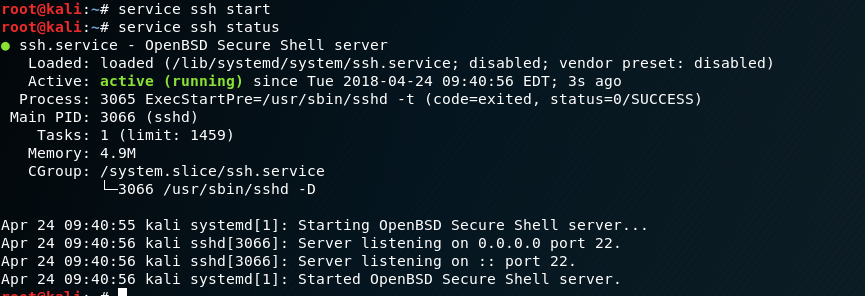 root@kali:~# service ssh start
root@kali:~# service ssh status
● ssh.service - OpenBSD Secure Shell server
   Loaded: loaded (/lib/systemd/system/ssh.service; disabled; vendor preset: disabled)
   Active: active (running) since Tue 2018-04-24 09:40:56 EDT; 3s ago
  Process: 3065 ExecStartPre=/usr/sbin/sshd -t (code=exited, status=0/SUCCESS)
 Main PID: 3066 (sshd)
    Tasks: 1 (limit: 1459)
   Memory: 4.9M
   CGroup: /system.slice/ssh.service
           └─3066 /usr/sbin/sshd -D

Apr 24 09:40:55 kali systemd[1]: Starting OpenBSD Secure Shell server...
Apr 24 09:40:56 kali sshd[3066]: Server listening on 0.0.0.0 port 22.
Apr 24 09:40:56 kali sshd[3066]: Server listening on :: port 22.
Apr 24 09:40:56 kali systemd[1]: Started OpenBSD Secure Shell server.
root@kali:~#